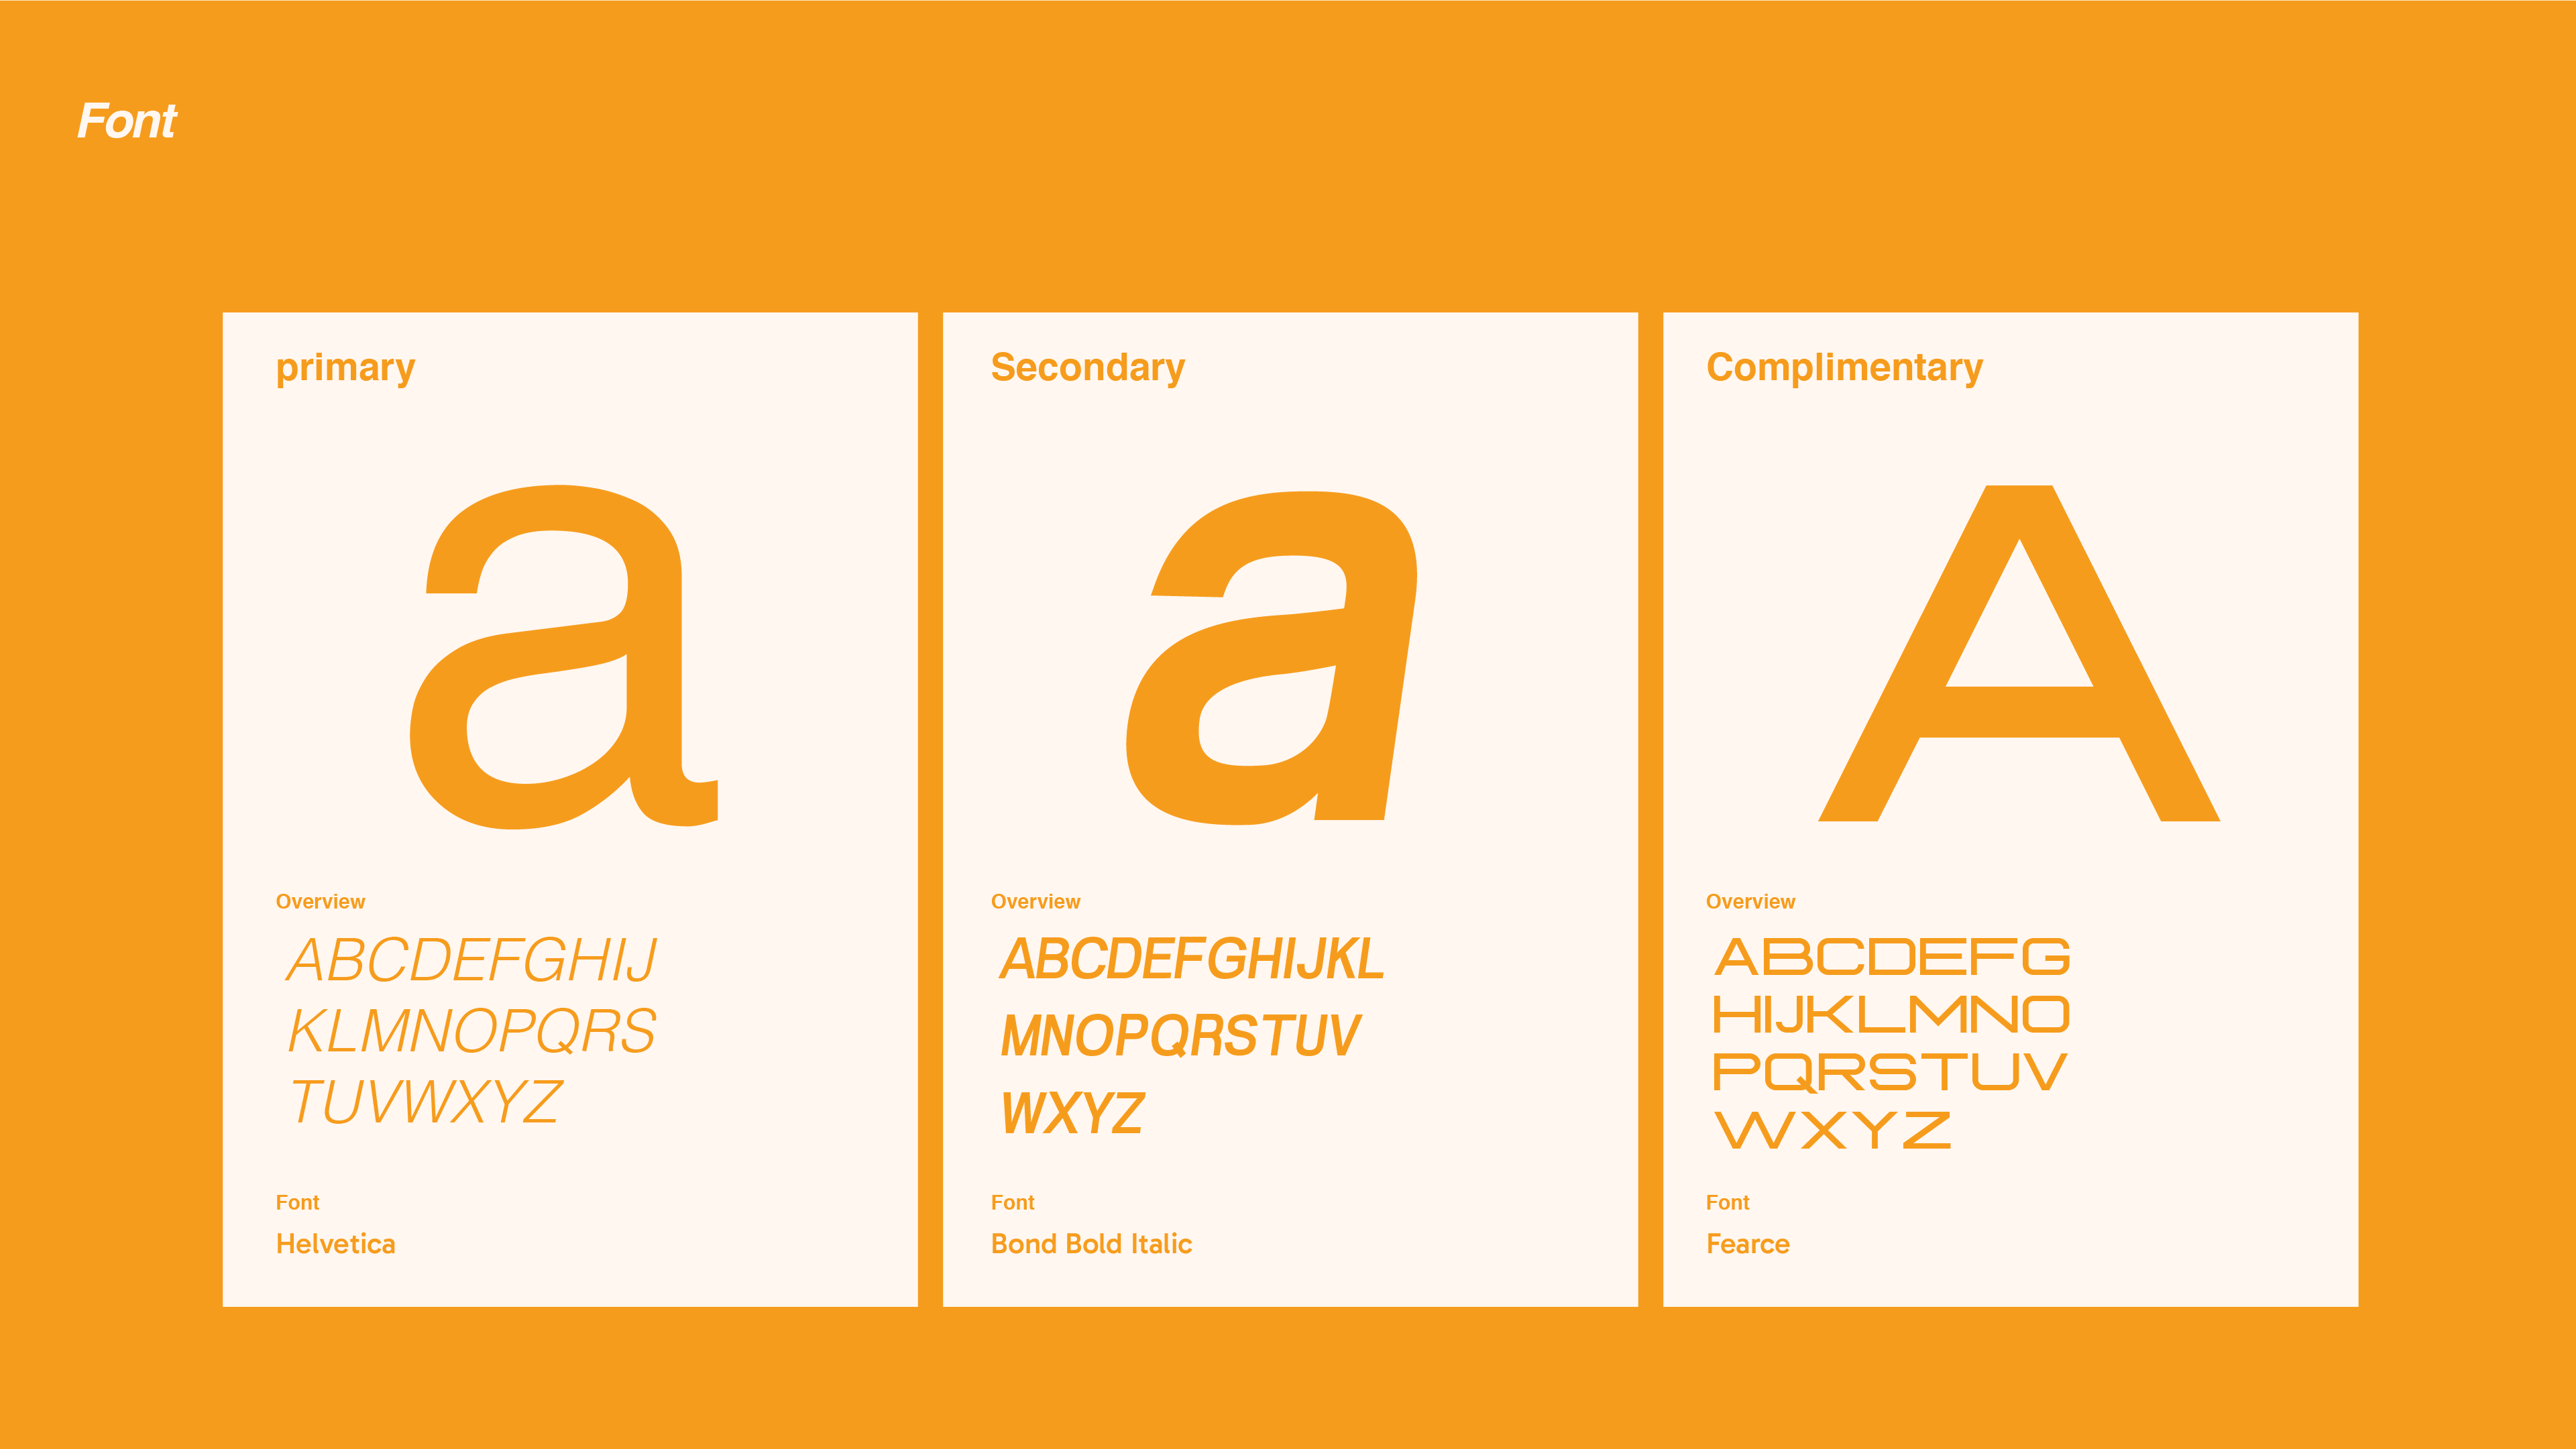 Font
primary
a
Overview
ABCDEFGHIJ
KLMNOPQRS
TUVWXYZ
Font
Helvetica
Secondary
a
Overview
ABCDEFGHIJKL
MNOPQRSTUV
WXYZ
Font
Bond Bold Italic
Complimentary
A
Overview
ABCDEFG
HIJKLMNO
PQRSTUV
WXYZ
Font
Fearce